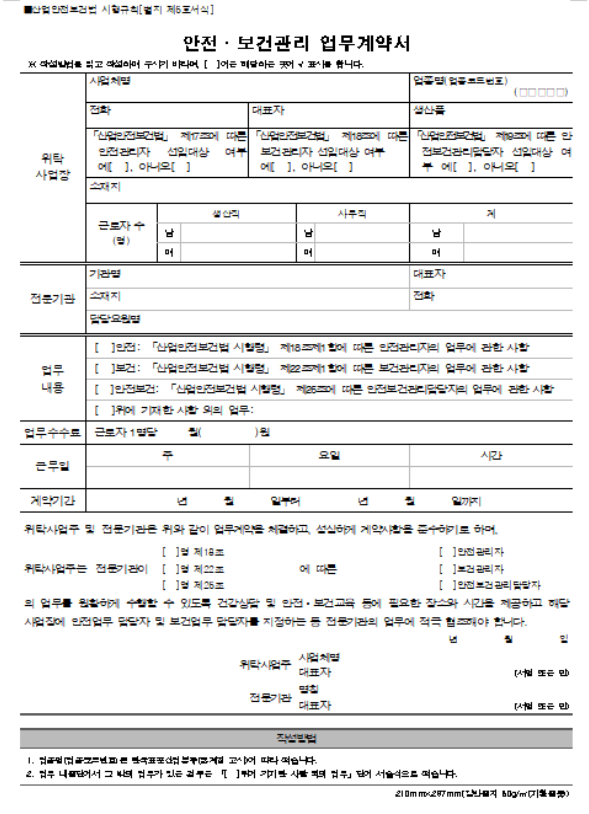 ■산업안전보건법 시행규칙[별지 제5호서식]
안전 · 보건관리 업무계약서
※ 작성방법을 읽고 작성하여 주시기 바라며, [ ]에는 해당하는 곳에 √ 표시를 합니다.
위탁
사업장
사업체명
업종명(업종코드번호)
(□□□□□)
전화
대표자
생산품
「산업안전보건법」 제17조에 따른
안전관리자 선임대상 여부
예[ ], 아니오[ ]
「산업안전보건법」 제18조에 따른
보건관리자 선임대상 여부
예[ ], 아니오[ ]
「산업안전보건법」 제19조에 따른 안
전보건관리담당자 선임대상 여
부 예[ ], 아니오[ ]
소재지
근로자 수
(명)
생산직
사무직
계
남
남
남
여
여
여
전문기관
기관명
대표자
소재지
전화
담당요원명
업무
내용
[ ]안전: 「산업안전보건법 시행령」 제18조제1항에 따른 안전관리자의 업무에 관한 사항
[ ]보건: 「산업안전보건법 시행령」 제22조제1항에 따른 보건관리자의 업무에 관한 사항
[ ]안전보건: 「산업안전보건법 시행령」 제25조에 따른 안전보건관리담당자의 업무에 관한 사항
[ ]위에 기재한 사항 외의 업무:
업무수수료
근로자 1명당 월( )원
근무일
주
요일
시간
계약기간
년 월 일부터 년 월 일까지
위탁사업주 및 전문기관은 위와 같이 업무계약을 체결하고, 성실하게 계약사항을 준수하기로 하며,
[ ]영 제18조 [ ]안전관리자
위탁사업주는 전문기관이 [ ]영 제22조 에 따른 [ ]보건관리자
[ ]영 제25조 [ ]안전보건관리담당자
의 업무를 원활하게 수행할 수 있도록 건강상담 및 안전·보건교육 등에 필요한 장소와 시간을 제공하고 해당
사업장에 안전업무 담당자 및 보건업무 담당자를 지정하는 등 전문기관의 업무에 적극 협조해야 합니다.
년 월 일
위탁사업주
사업체명
대표자 (서명 또는 인)
전문기관
명칭
대표자 (서명 또는 인)
작성방법
1. 업종명(업종코드번호)은 한국표준산업분류(통계청 고시)에 따라 적습니다.
2. 업무 내용란에서 그 밖의 업무가 있는 경우는 「[ ]위에 기재한 사항 외의 업무」란에 서술식으로 적습니다.
210mm×297mm[일반용지 60g/㎡(재활용품)]